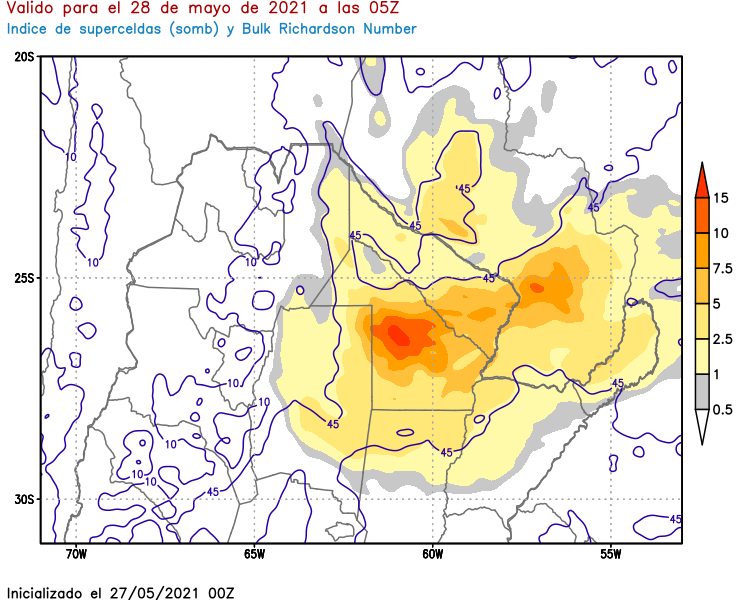 Valido para el 28 de mayo de 2021 a las 05Z
Indice de superceldas (somb) y Bulk Richardson Number
20S
10
45
45
45
45
10
45
25S
15
10
7.5
5
2.5
1
0.5
10
10
45
45
10
45
10
10
10
45
30S
45
70W
65W
60W
55W
Inicializado el 27/05/2021 00Z